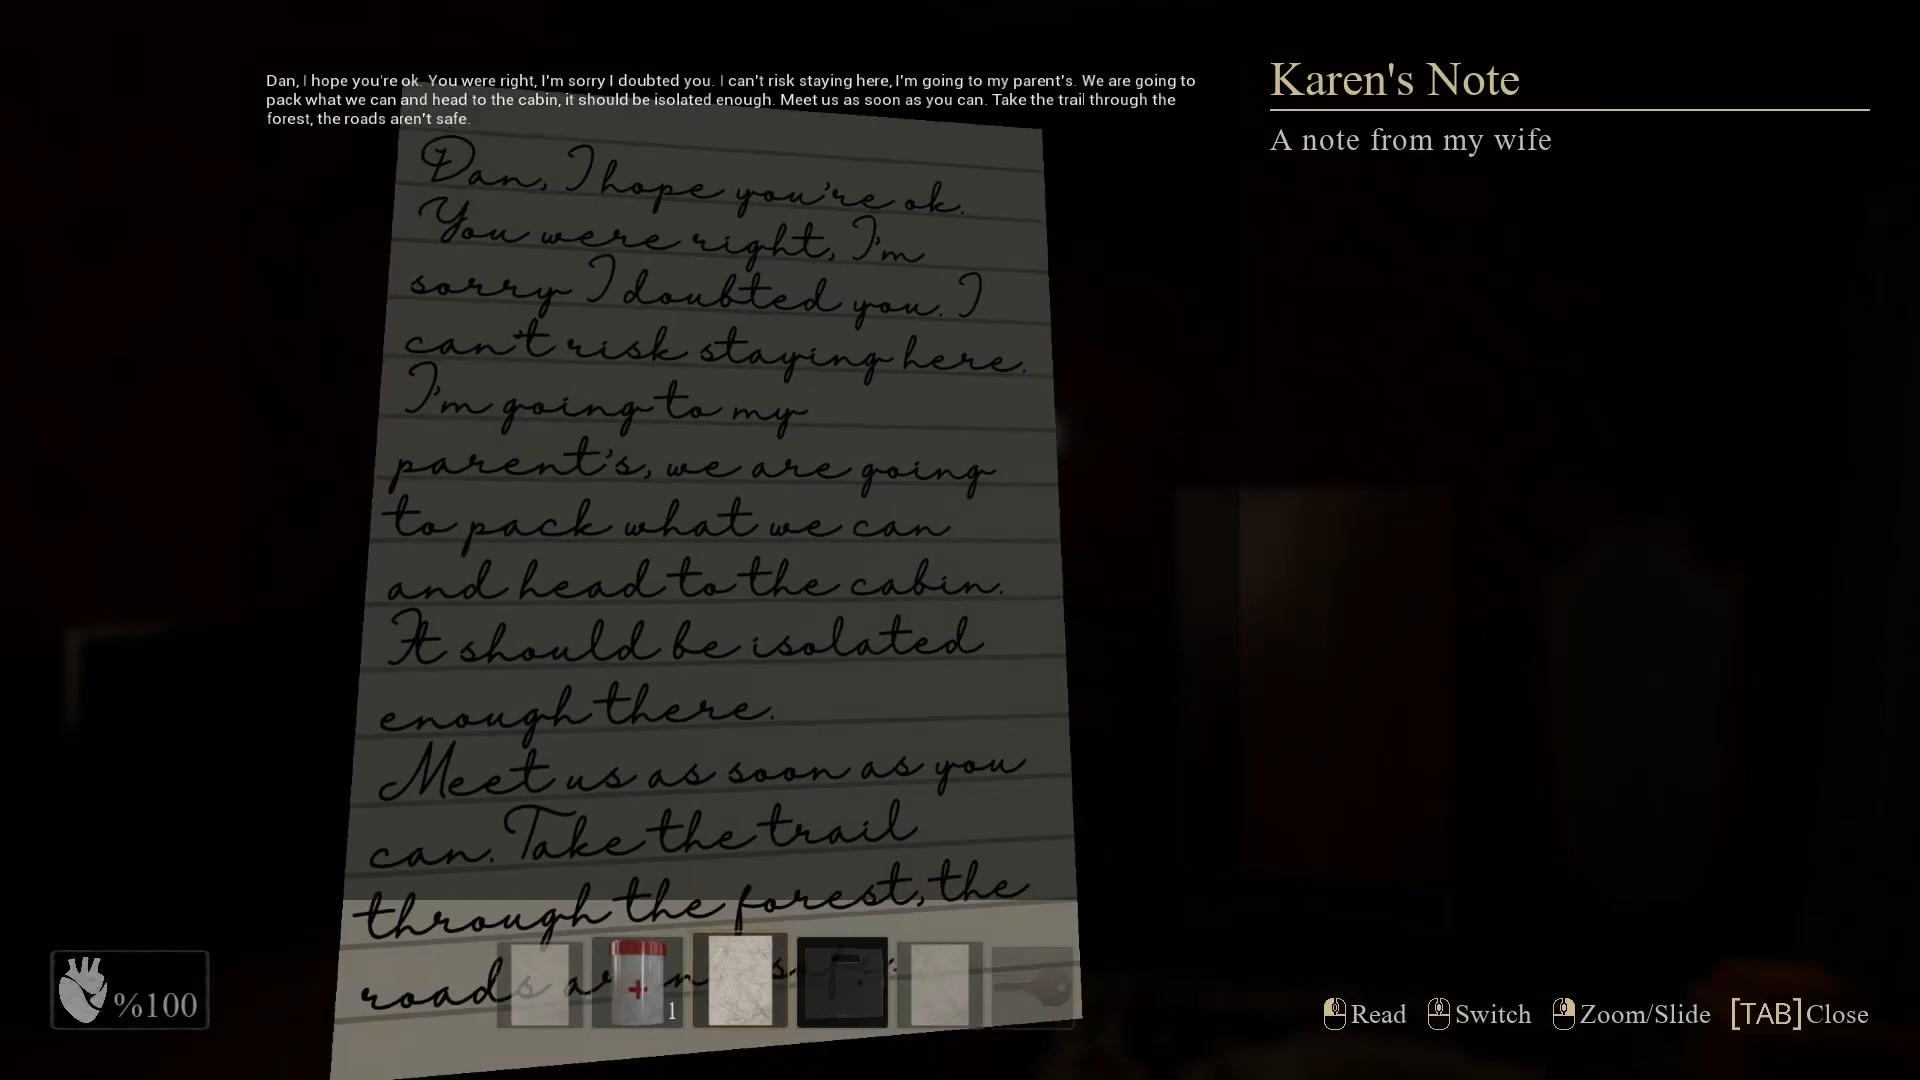 Dan, I hope you're ok. You were right, I'm sorry I doubted you. I can't risk staying here, I'm going to my parent's. We are going to
pack what we can and head to the cabin, it should be isolated enough. Meet us as soon as you can. Take the trail through the
forest, the roads aren't safe.
Karen's Note
A note from my wife
Dan, I hope you're ok.
You were right, I'm
sorry I doubted you. I
can't risk staying here.
I'm going to my
parent's, we are going
to pack what we can
and head to the cabin.
It should be isolated
enough there.
Meet us as soon as you
can. Take the trail
through the forest, the
roads
1
%100
Read
Switch
Zoom/Slide
[TAB] Close